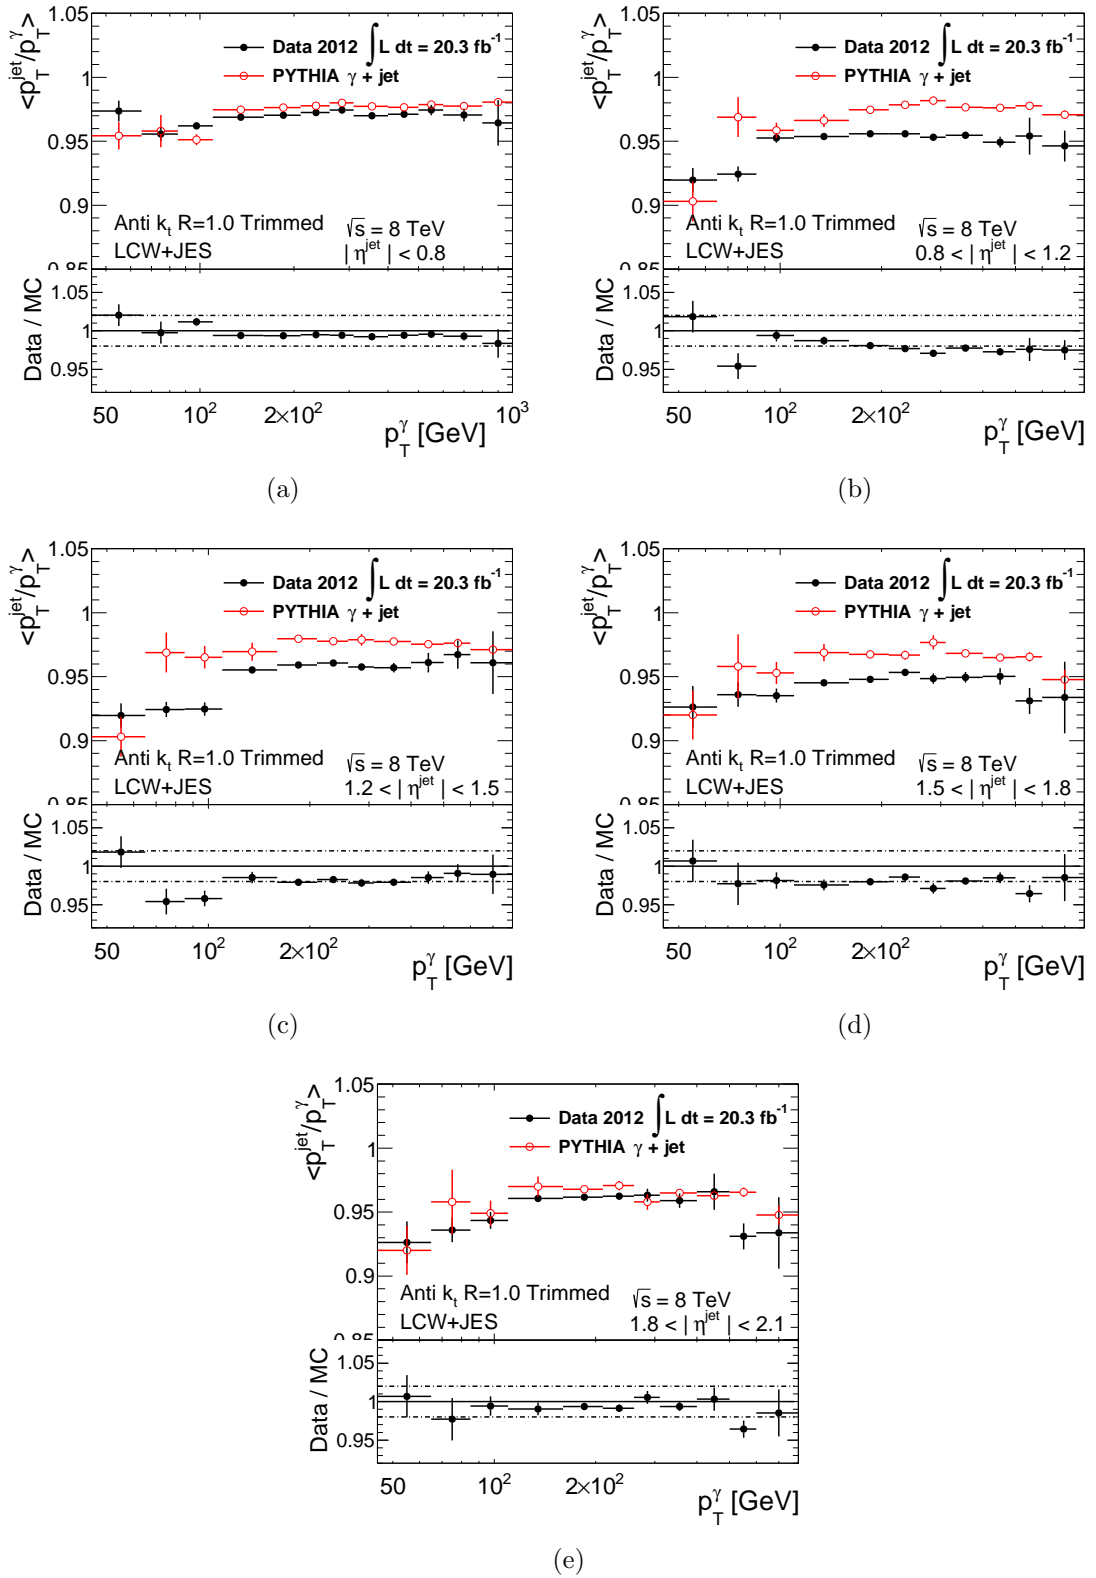 <p_T^jet/p_T^γ>
1.05
1
0.95
0.9
0.85
Data 2012 ∫L dt = 20.3 fb^-1
PYTHIA γ + jet
Anti k_t R=1.0 Trimmed
LCW+JES
√s = 8 TeV
| η^jet | < 0.8
Data / MC
1.05
1
0.95
50 10^2 2×10^2 10^3
p_T^γ [GeV]
(a)
<p_T^jet/p_T^γ>
1.05
1
0.95
0.9
0.85
Data 2012 ∫L dt = 20.3 fb^-1
PYTHIA γ + jet
Anti k_t R=1.0 Trimmed
LCW+JES
√s = 8 TeV
0.8 < | η^jet | < 1.2
Data / MC
1.05
1
0.95
50 10^2 2×10^2
p_T^γ [GeV]
(b)
<p_T^jet/p_T^γ>
1.05
1
0.95
0.9
0.85
Data 2012 ∫L dt = 20.3 fb^-1
PYTHIA γ + jet
Anti k_t R=1.0 Trimmed
LCW+JES
√s = 8 TeV
1.2 < | η^jet | < 1.5
Data / MC
1.05
1
0.95
50 10^2 2×10^2
p_T^γ [GeV]
(c)
<p_T^jet/p_T^γ>
1.05
1
0.95
0.9
0.85
Data 2012 ∫L dt = 20.3 fb^-1
PYTHIA γ + jet
Anti k_t R=1.0 Trimmed
LCW+JES
√s = 8 TeV
1.5 < | η^jet | < 1.8
Data / MC
1.05
1
0.95
50 10^2 2×10^2
p_T^γ [GeV]
(d)
<p_T^jet/p_T^γ>
1.05
1
0.95
0.9
0.85
Data 2012 ∫L dt = 20.3 fb^-1
PYTHIA γ + jet
Anti k_t R=1.0 Trimmed
LCW+JES
√s = 8 TeV
1.8 < | η^jet | < 2.1
Data / MC
1.05
1
0.95
50 10^2 2×10^2
p_T^γ [GeV]
(e)